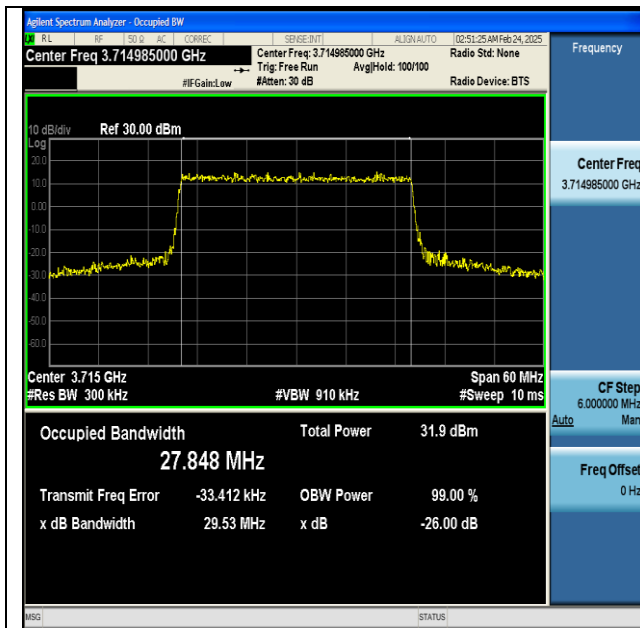 Agilent Spectrum Analyzer - Occupied BW
LXI RL RF 50 Ω AC CORREC SENSE:INT ALIGN AUTO 02:51:25 AM Feb 24, 2025
Center Freq 3.714985000 GHz
Center Freq: 3.714985000 GHz Radio Std: None
Trig: Free Run Avg|Hold: 100/100
#IFGain:Low #Atten: 30 dB Radio Device: BTS
Frequency
10 dB/div Ref 30.00 dBm
Log
20.0
10.0
0.00
-10.0
-20.0
-30.0
-40.0
-50.0
-60.0
Center 3.715 GHz Span 60 MHz
#Res BW 300 kHz #VBW 910 kHz #Sweep 10 ms
Center Freq
3.714985000 GHz
CF Step
6.000000 MHz
Auto Man
Freq Offset
0 Hz
Occupied Bandwidth Total Power 31.9 dBm
27.848 MHz
Transmit Freq Error -33.412 kHz OBW Power 99.00 %
x dB Bandwidth 29.53 MHz x dB -26.00 dB
MSG STATUS